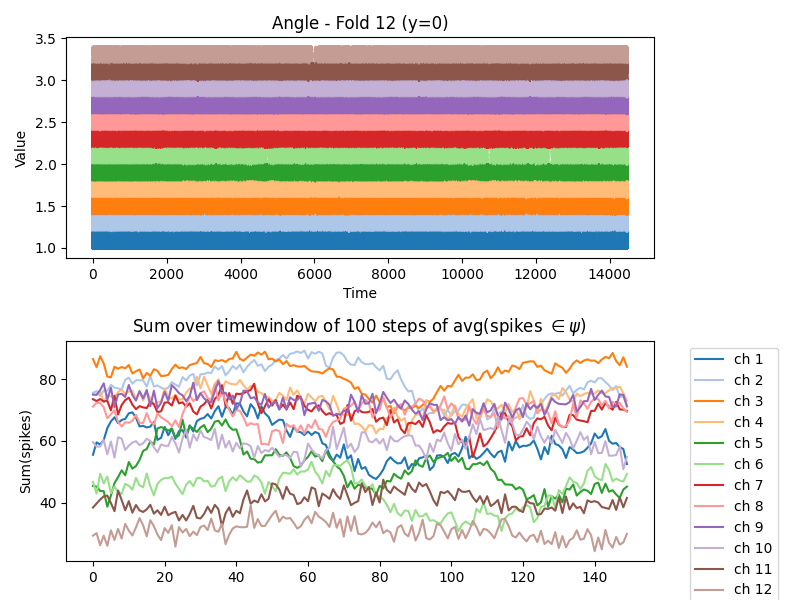 Angle - Fold 12 (y=0)
3.5
3.0
2.5
2.0
1.5
1.0
Value
0 2000 4000 6000 8000 10000 12000 14000
Time
Sum over timewindow of 100 steps of avg(spikes ∈ ψ)
80
60
40
Sum(spikes)
0 20 40 60 80 100 120 140
ch 1
ch 2
ch 3
ch 4
ch 5
ch 6
ch 7
ch 8
ch 9
ch 10
ch 11
ch 12